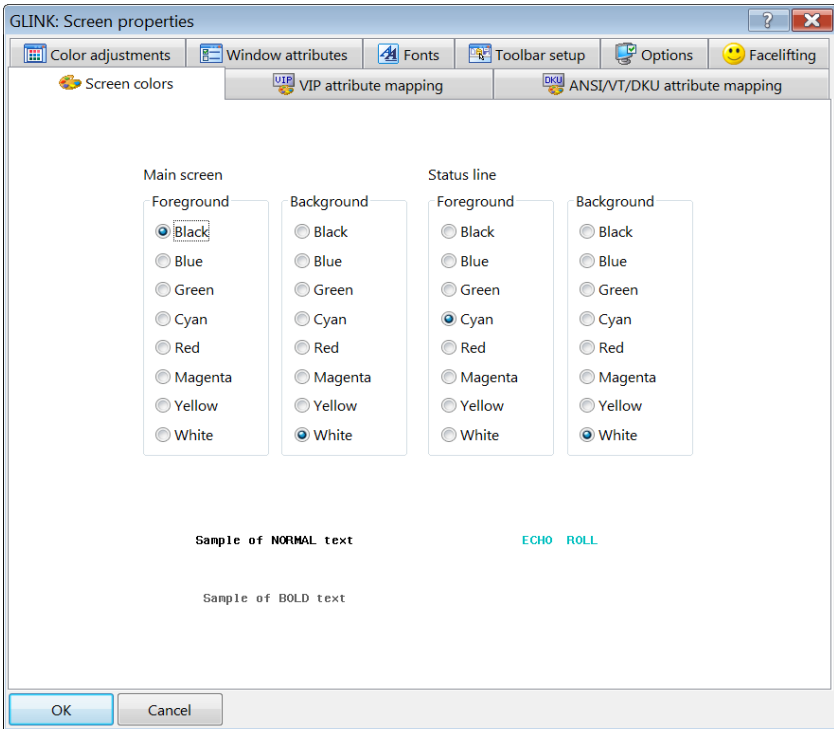 GLINK: Screen properties
Color adjustments Window attributes Fonts Toolbar setup Options Facelifting
Screen colors VIP VIP attribute mapping DKU ANSI/VT/DKU attribute mapping
Main screen Status line
Foreground Background Foreground Background
Black Black Black Black
Blue Blue Blue Blue
Green Green Green Green
Cyan Cyan Cyan Cyan
Red Red Red Red
Magenta Magenta Magenta Magenta
Yellow Yellow Yellow Yellow
White White White White
Sample of NORMAL text ECHO ROLL
Sample of BOLD text
OK Cancel